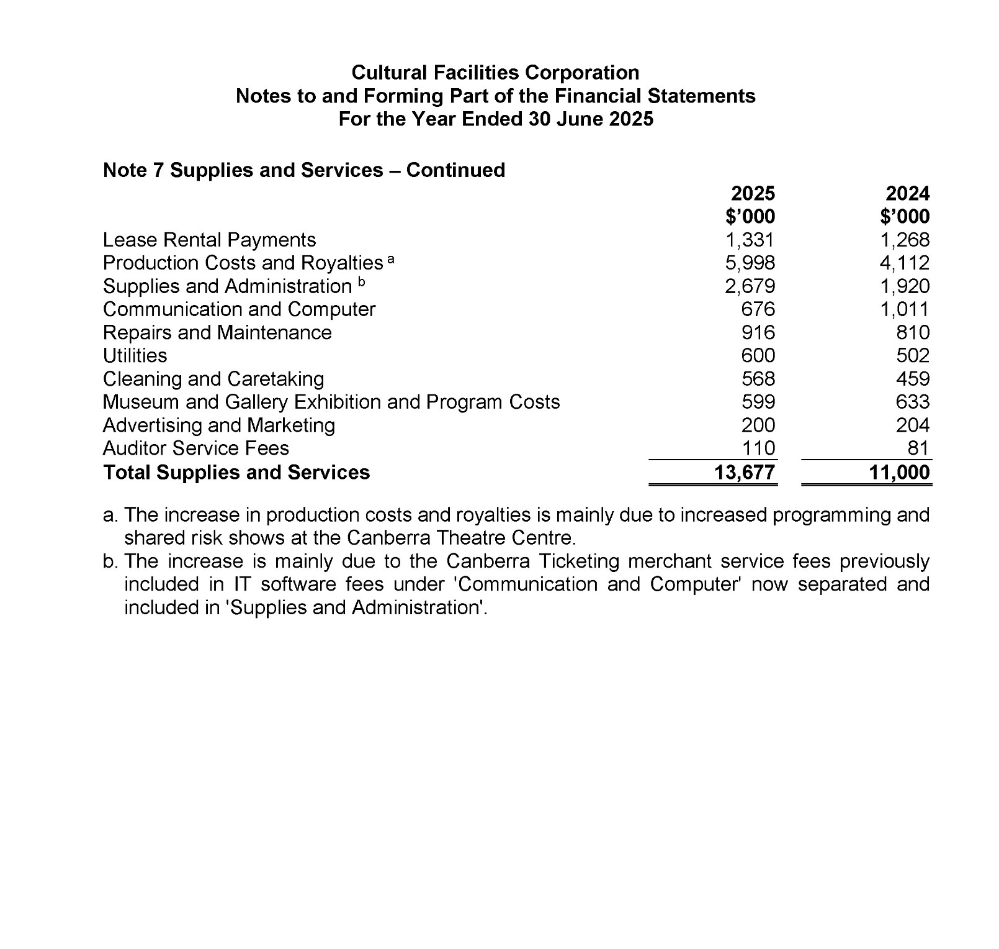 Cultural Facilities Corporation
Notes to and Forming Part of the Financial Statements
For the Year Ended 30 June 2025
Note 7 Supplies and Services – Continued
2025 2024
$’000 $’000
Lease Rental Payments 1,331 1,268
Production Costs and Royalties a 5,998 4,112
Supplies and Administration b 2,679 1,920
Communication and Computer 676 1,011
Repairs and Maintenance 916 810
Utilities 600 502
Cleaning and Caretaking 568 459
Museum and Gallery Exhibition and Program Costs 599 633
Advertising and Marketing 200 204
Auditor Service Fees 110 81
Total Supplies and Services 13,677 11,000
a. The increase in production costs and royalties is mainly due to increased programming and
shared risk shows at the Canberra Theatre Centre.
b. The increase is mainly due to the Canberra Ticketing merchant service fees previously
included in IT software fees under 'Communication and Computer' now separated and
included in 'Supplies and Administration'.